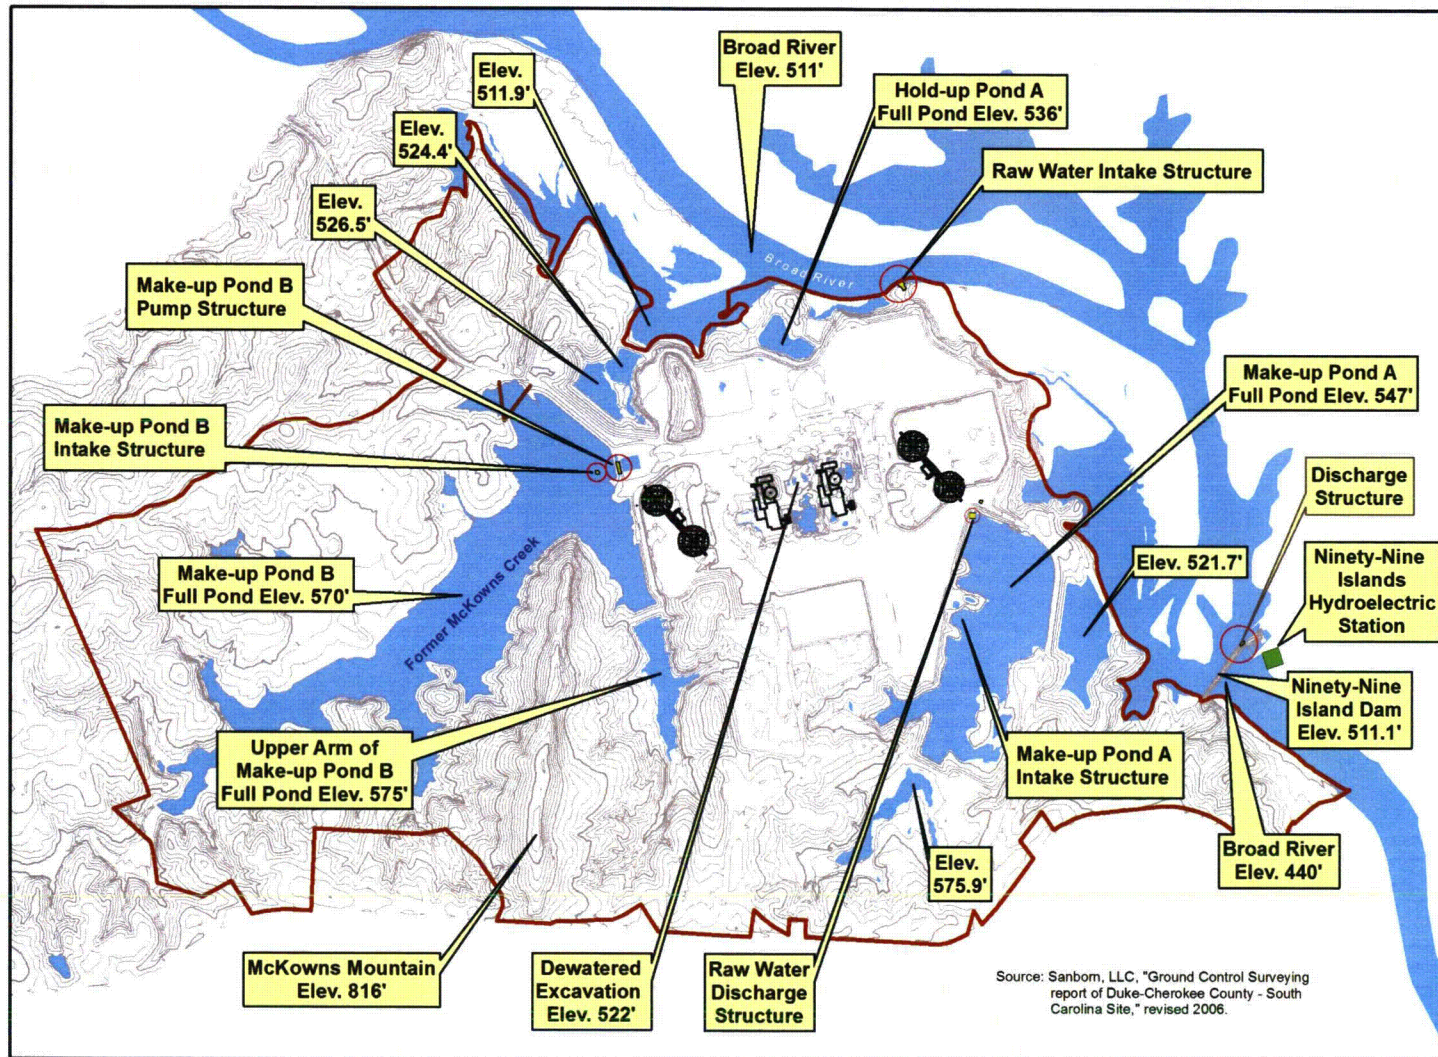 Broad River
Elev. 511'
Elev.
511.9'
Hold-up Pond A
Full Pond Elev. 536'
Elev.
524.4'
Raw Water Intake Structure
Elev.
526.5'
Broad River
Make-up Pond B
Pump Structure
Make-up Pond A
Full Pond Elev. 547'
Make-up Pond B
Intake Structure
Discharge
Structure
Elev. 521.7'
Ninety-Nine
Islands
Hydroelectric
Station
Make-up Pond B
Full Pond Elev. 570'
Former McKowns Creek
Ninety-Nine
Island Dam
Elev. 511.1'
Upper Arm of
Make-up Pond B
Full Pond Elev. 575'
Make-up Pond A
Intake Structure
Broad River
Elev. 440'
Elev.
575.9'
McKowns Mountain
Elev. 816'
Dewatered
Excavation
Elev. 522'
Raw Water
Discharge
Structure
Source: Sanborn, LLC, "Ground Control Surveying
report of Duke-Cherokee County - South
Carolina Site," revised 2006.